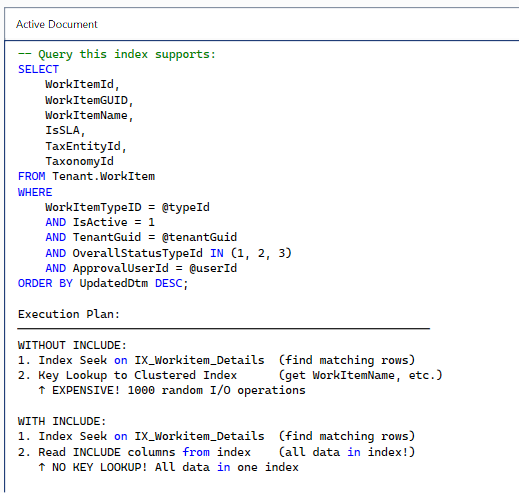 Active Document
-- Query this index supports:
SELECT
    WorkItemId,
    WorkItemGUID,
    WorkItemName,
    IsSLA,
    TaxEntityId,
    TaxonomyId
FROM Tenant.WorkItem
WHERE
    WorkItemTypeID = @typeId
    AND IsActive = 1
    AND TenantGuid = @tenantGuid
    AND OverallStatusTypeId IN (1, 2, 3)
    AND ApprovalUserId = @userId
ORDER BY UpdatedDtm DESC;
Execution Plan:
WITHOUT INCLUDE:
1. Index Seek on IX_Workitem_Details  (find matching rows)
2. Key Lookup to Clustered Index      (get WorkItemName, etc.)
   ↑ EXPENSIVE! 1000 random I/O operations
WITH INCLUDE:
1. Index Seek on IX_Workitem_Details  (find matching rows)
2. Read INCLUDE columns from index    (all data in index!)
   ↑ NO KEY LOOKUP! All data in one index